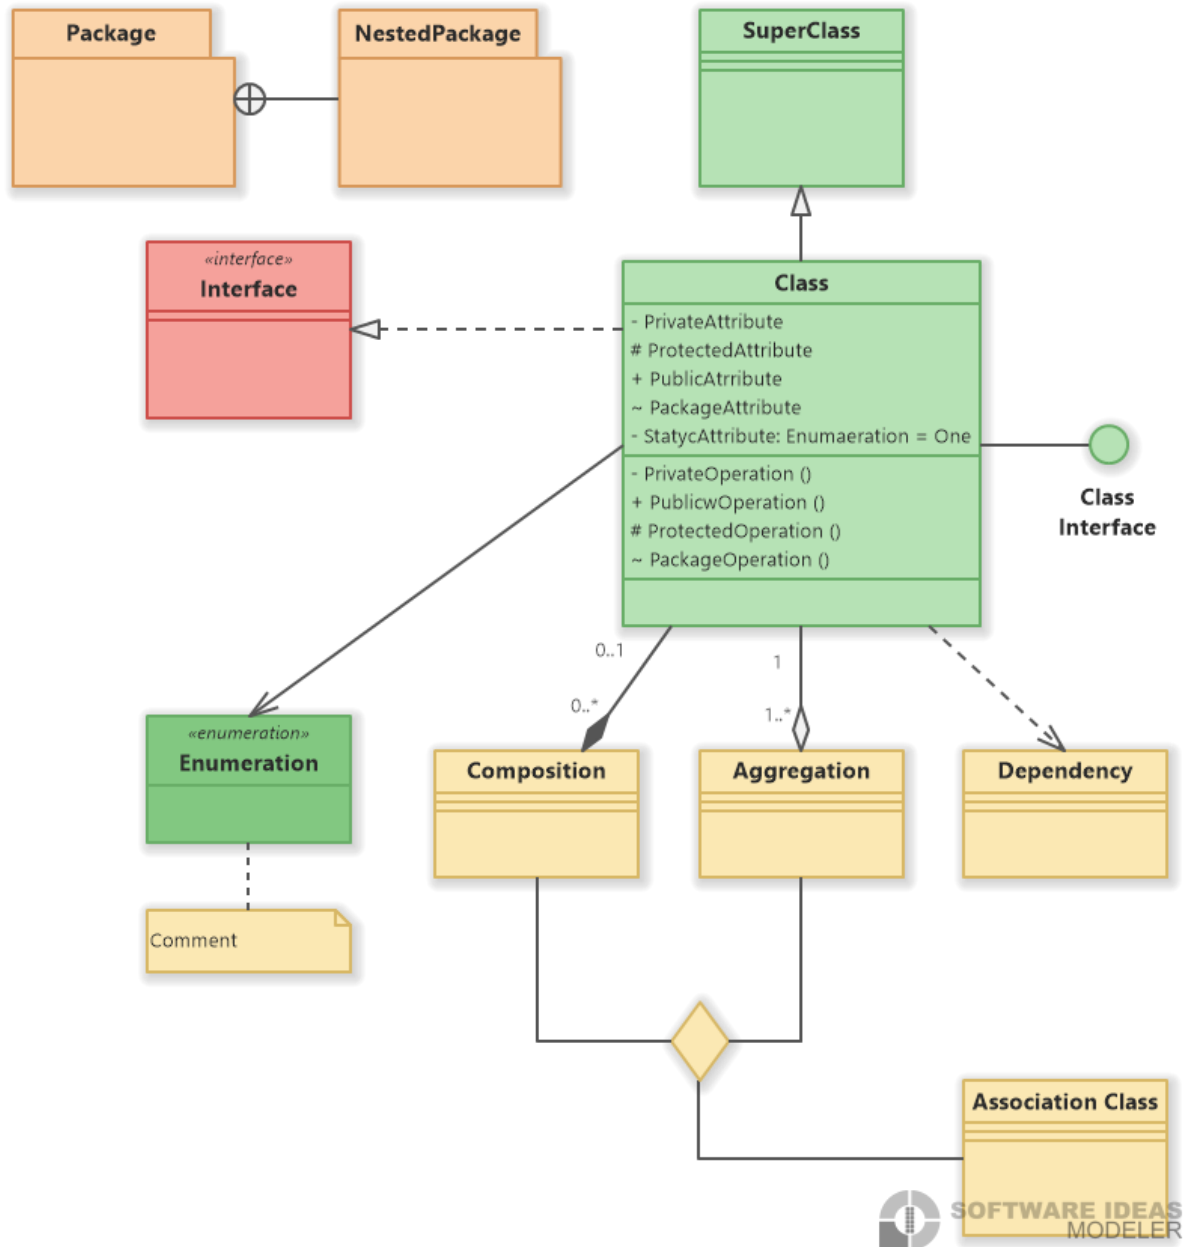 Package
NestedPackage
SuperClass
«interface»
Interface
Class
- PrivateAttribute
# ProtectedAttribute
+ PublicAtrribute
~ PackageAttribute
- StatycAttribute: Enumaeration = One
- PrivateOperation ()
+ PublicwOperation ()
# ProtectedOperation ()
~ PackageOperation ()
Class
Interface
0..1
0..*
1
1..*
«enumeration»
Enumeration
Composition
Aggregation
Dependency
Comment
Association Class
SOFTWARE IDEAS
MODELER